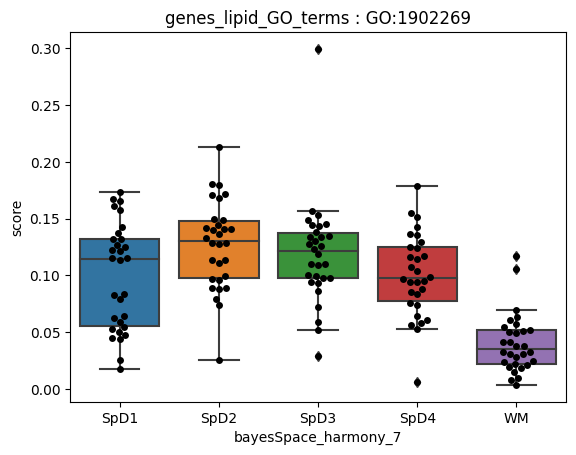 genes_lipid_GO_terms : GO:1902269
0.30
0.25
0.20
0.15
0.10
0.05
0.00
score
SpD1 SpD2 SpD3 SpD4 WM
bayesSpace_harmony_7